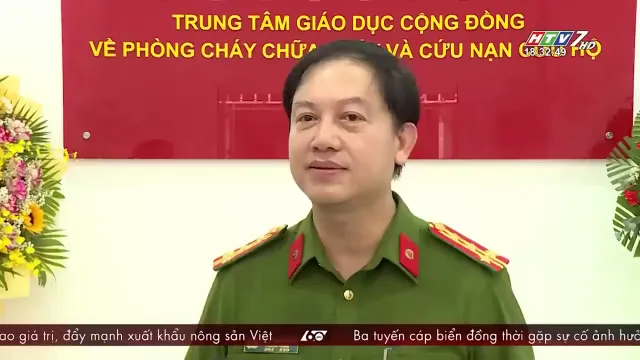 TRUNG TÂM GIÁO DỤC CỘNG ĐỒNG
VỀ PHÒNG CHÁY CHỮA VÀ CỨU NẠN HỘ
HTV7 HD
18:32:49
ao giá trị, đẩy mạnh xuất khẩu nông sản Việt
60
Ba tuyến cáp biển đồng thời gặp sự cố ảnh hưở